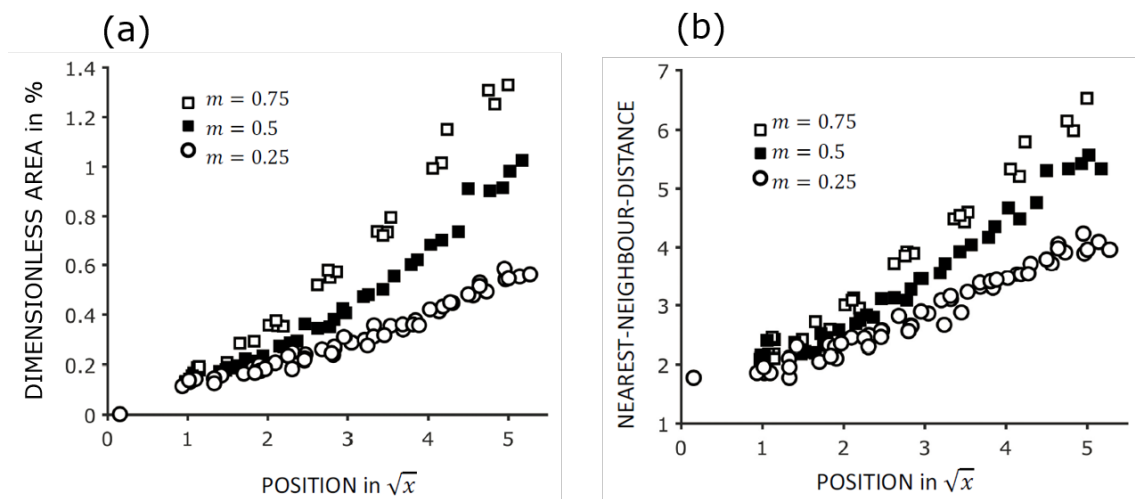 (a)
DIMENSIONLESS AREA in %
1.4
1.2
1
0.8
0.6
0.4
0.2
0
m = 0.75
m = 0.5
m = 0.25
0 1 2 3 4 5
POSITION in √x
(b)
NEAREST-NEIGHBOUR-DISTANCE
7
6
5
4
3
2
1
m = 0.75
m = 0.5
m = 0.25
0 1 2 3 4 5
POSITION in √x